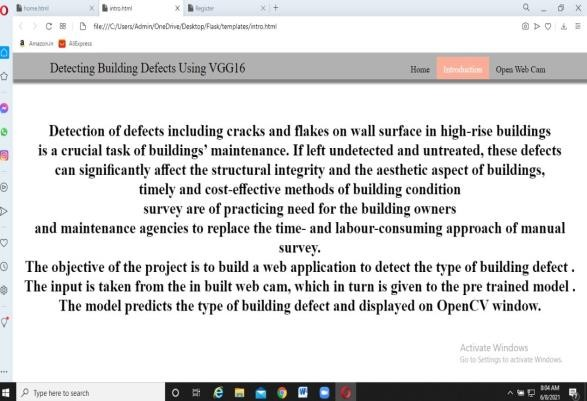 home.html
intro.html
Register
file:///C:/Users/Admin/OneDrive/Desktop/Flask/templates/intro.html
Amazon.in AliExpress
Detecting Building Defects Using VGG16
Home Introduction Open Web Cam
Detection of defects including cracks and flakes on wall surface in high-rise buildings
is a crucial task of buildings' maintenance. If left undetected and untreated, these defects
can significantly affect the structural integrity and the aesthetic aspect of buildings,
timely and cost-effective methods of building condition
survey are of practicing need for the building owners
and maintenance agencies to replace the time- and labour-consuming approach of manual
survey.
The objective of the project is to build a web application to detect the type of building defect .
The input is taken from the in built web cam, which in turn is given to the pre trained model .
The model predicts the type of building defect and displayed on OpenCV window.
Activate Windows
Go to Settings to activate Windows.
Type here to search
8:04 AM
6/8/2021